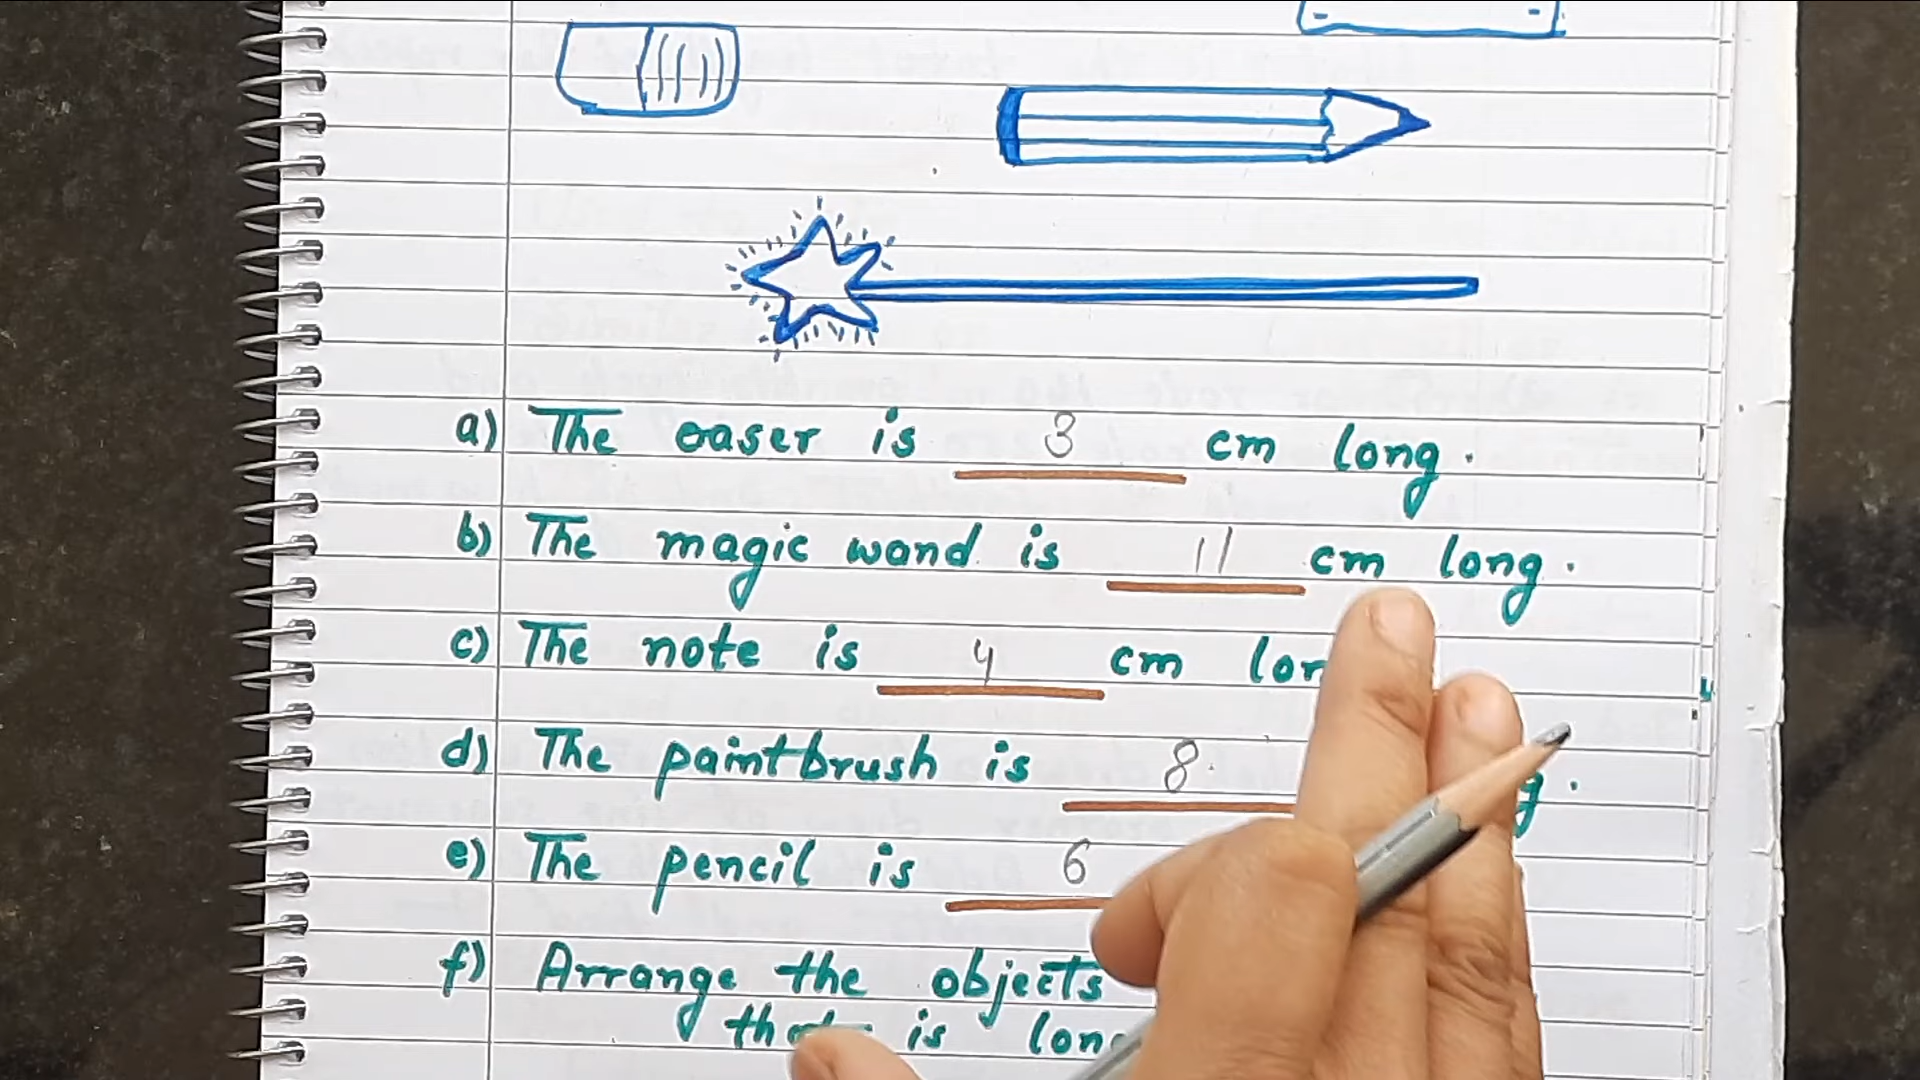 a) The eraser is 3 cm long.
b) The magic wand is 11 cm long.
c) The note is 4 cm
d) The paintbrush is 8
e) The pencil is 6
f) Arrange the objects
is